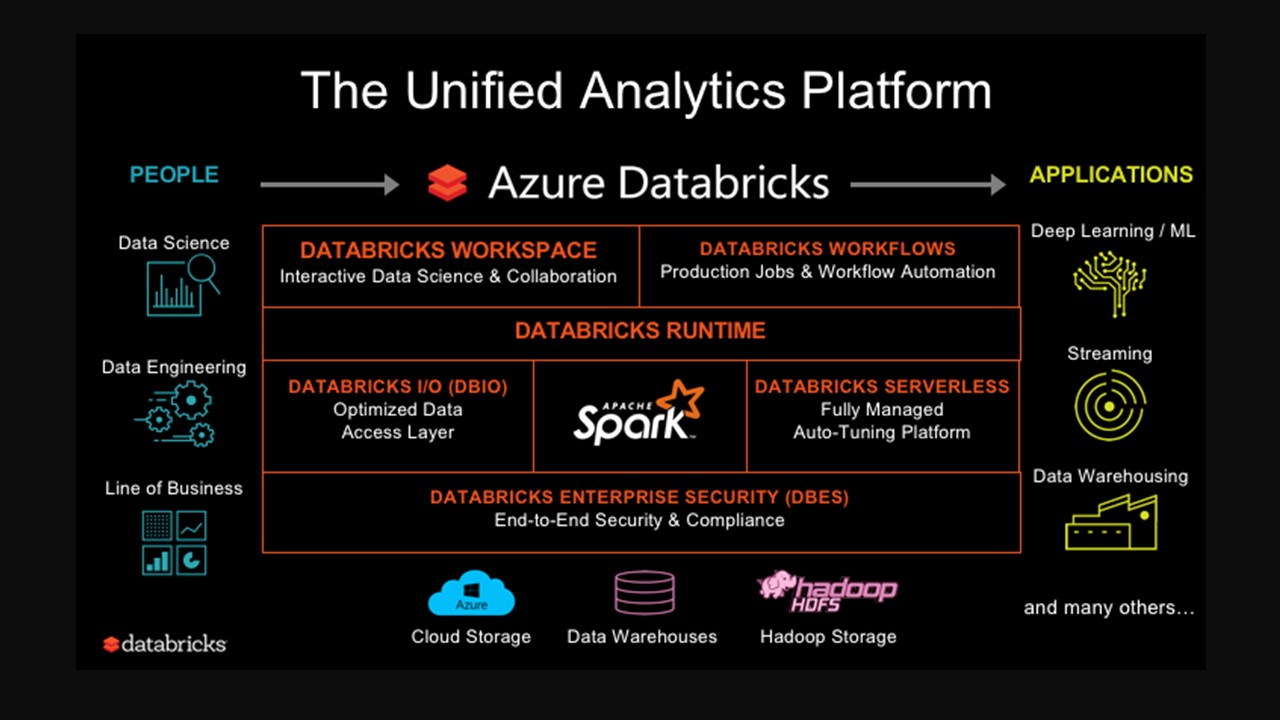 The Unified Analytics Platform
PEOPLE
Azure Databricks
APPLICATIONS
Data Science
Data Engineering
Line of Business
DATABRICKS WORKSPACE
Interactive Data Science & Collaboration
DATABRICKS WORKFLOWS
Production Jobs & Workflow Automation
DATABRICKS RUNTIME
DATABRICKS I/O (DBIO)
Optimized Data
Access Layer
APACHE
Spark™
DATABRICKS SERVERLESS
Fully Managed
Auto-Tuning Platform
DATABRICKS ENTERPRISE SECURITY (DBES)
End-to-End Security & Compliance
Deep Learning / ML
Streaming
Data Warehousing
and many others...
Azure
Cloud Storage
Data Warehouses
hadoop
HDFS
Hadoop Storage
databricks